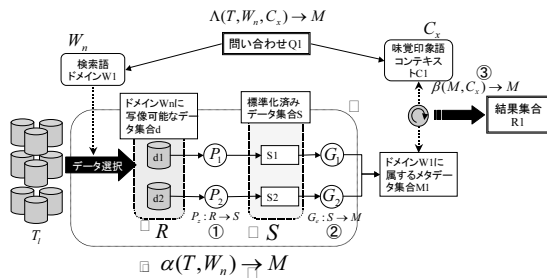 Λ(T,W_n,C_x) → M
W_n
C_x
検索語
ドメインW1
問い合わせQ1
味覚印象語
コンテキス
トC1
③
β(M,C_x) → M
結果集合
R1
ドメインWnに
写像可能なデ
ータ集合d
標準化済み
データ集合S
データ選択
d1
P_1
S1
G_1
d2
P_2
S2
G_2
ドメインW1に
属するメタデー
タ集合M1
T_l
R
①
P_z : R → S
S
G_v : S → M
②
α(T,W_n) → M